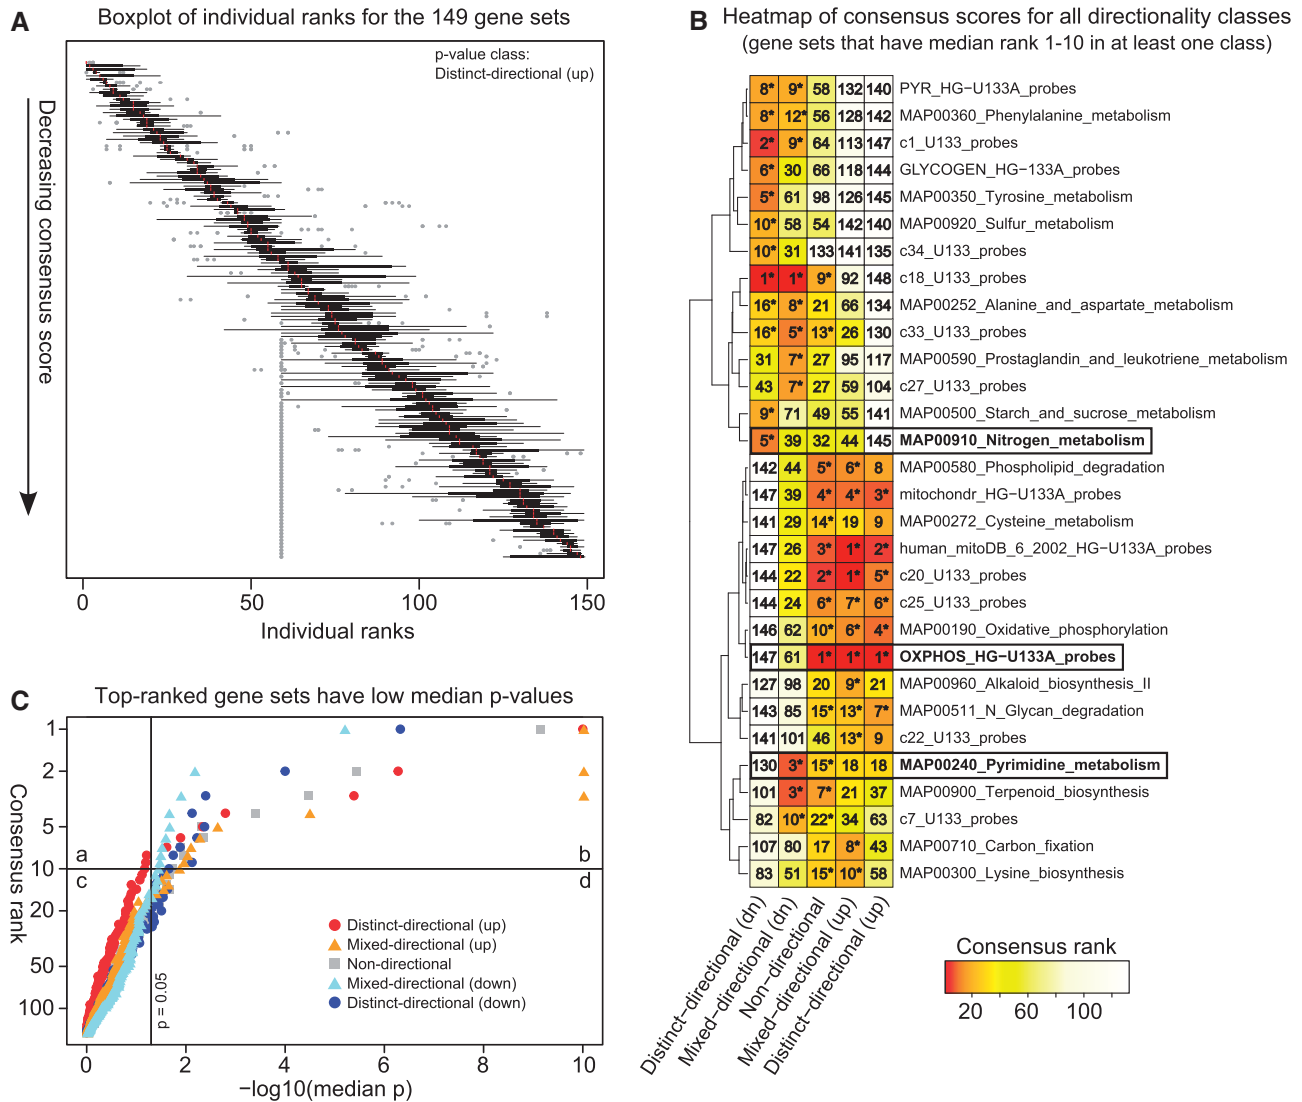 A
Boxplot of individual ranks for the 149 gene sets
p-value class:
Distinct-directional (up)
Decreasing consensus score
0 50 100 150
Individual ranks
B
Heatmap of consensus scores for all directionality classes
(gene sets that have median rank 1-10 in at least one class)
8* 9* 58 132 140 PYR_HG−U133A_probes
8* 12* 56 128 142 MAP00360_Phenylalanine_metabolism
2* 9* 64 113 147 c1_U133_probes
6* 30 66 118 144 GLYCOGEN_HG−133A_probes
5* 61 98 126 145 MAP00350_Tyrosine_metabolism
10* 58 54 142 140 MAP00920_Sulfur_metabolism
10* 31 133 141 135 c34_U133_probes
1* 1* 9* 92 148 c18_U133_probes
16* 8* 21 66 134 MAP00252_Alanine_and_aspartate_metabolism
16* 5* 13* 26 130 c33_U133_probes
31 7* 27 95 117 MAP00590_Prostaglandin_and_leukotriene_metabolism
43 7* 27 59 104 c27_U133_probes
9* 71 49 55 141 MAP00500_Starch_and_sucrose_metabolism
5* 39 32 44 145 MAP00910_Nitrogen_metabolism
142 44 5* 6* 8 MAP00580_Phospholipid_degradation
147 39 4* 4* 3* mitochondr_HG−U133A_probes
141 29 14* 19 9 MAP00272_Cysteine_metabolism
147 26 3* 1* 2* human_mitoDB_6_2002_HG−U133A_probes
144 22 2* 1* 5* c20_U133_probes
144 24 6* 7* 6* c25_U133_probes
146 62 10* 6* 4* MAP00190_Oxidative_phosphorylation
147 61 1* 1* 1* OXPHOS_HG−U133A_probes
127 98 20 9* 21 MAP00960_Alkaloid_biosynthesis_II
143 85 15* 13* 7* MAP00511_N_Glycan_degradation
141 101 46 13* 9 c22_U133_probes
130 3* 15* 18 18 MAP00240_Pyrimidine_metabolism
101 3* 7* 21 37 MAP00900_Terpenoid_biosynthesis
82 10* 22* 34 63 c7_U133_probes
107 80 17 8* 43 MAP00710_Carbon_fixation
83 51 15* 10* 58 MAP00300_Lysine_biosynthesis
Distinct−directional (dn)
Mixed−directional (dn)
Non−directional
Mixed−directional (up)
Distinct−directional (up)
Consensus rank
20 60 100
C
Top-ranked gene sets have low median p-values
Consensus rank
1
2
5
10
20
50
100
a
b
c
d
p = 0.05
Distinct-directional (up)
Mixed-directional (up)
Non-directional
Mixed-directional (down)
Distinct-directional (down)
0 2 4 6 8 10
−log10(median p)